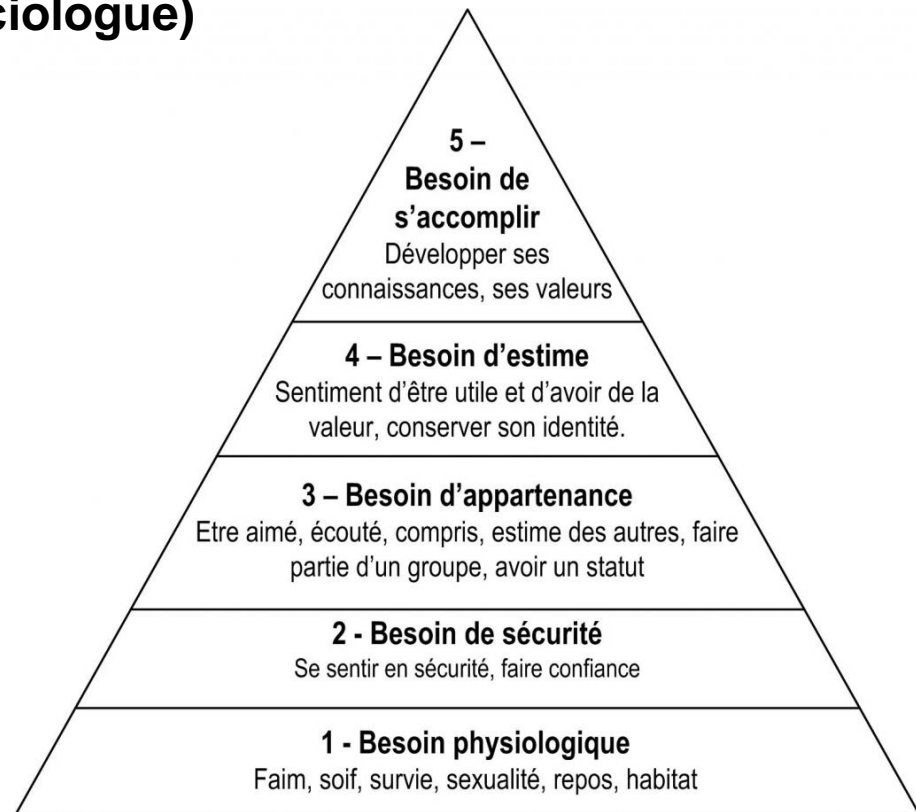 ciologue)
5 –
Besoin de
s’accomplir
Développer ses
connaissances, ses valeurs
4 – Besoin d’estime
Sentiment d’être utile et d’avoir de la
valeur, conserver son identité.
3 – Besoin d’appartenance
Etre aimé, écouté, compris, estime des autres, faire
partie d’un groupe, avoir un statut
2 - Besoin de sécurité
Se sentir en sécurité, faire confiance
1 - Besoin physiologique
Faim, soif, survie, sexualité, repos, habitat